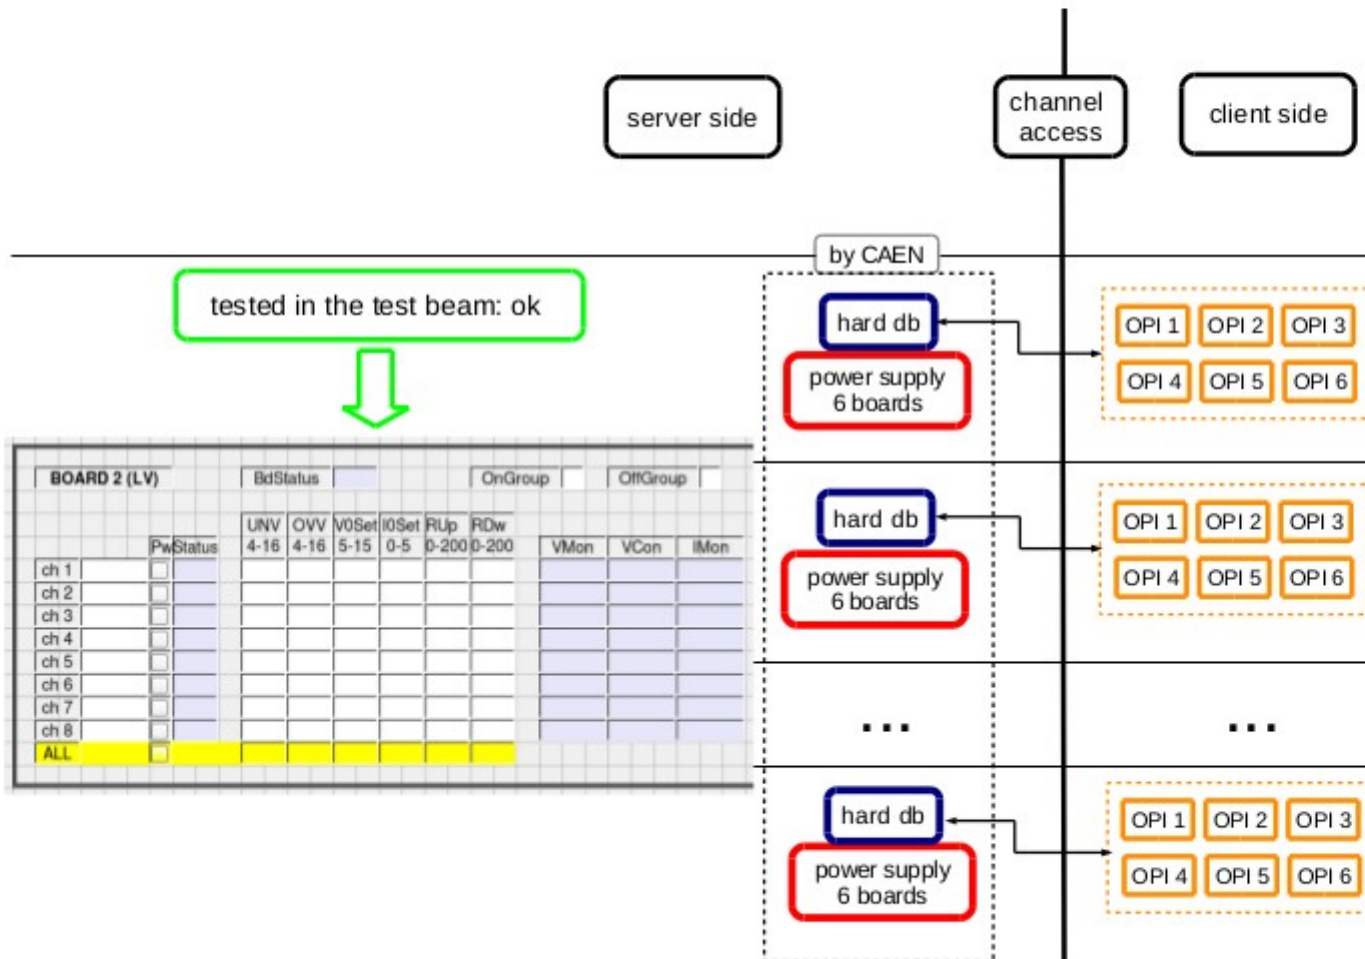 server side
channel
access
client side
by CAEN
tested in the test beam: ok
hard db
power supply
6 boards
OPI 1 OPI 2 OPI 3
OPI 4 OPI 5 OPI 6
BOARD 2 (LV) BdStatus OnGroup OffGroup
UNV OVV V0Set I0Set RUp RDw
Pw Status 4-16 4-16 5-15 0-5 0-200 0-200 VMon VCon IMon
ch 1
ch 2
ch 3
ch 4
ch 5
ch 6
ch 7
ch 8
ALL
hard db
power supply
6 boards
OPI 1 OPI 2 OPI 3
OPI 4 OPI 5 OPI 6
... ...
hard db
power supply
6 boards
OPI 1 OPI 2 OPI 3
OPI 4 OPI 5 OPI 6